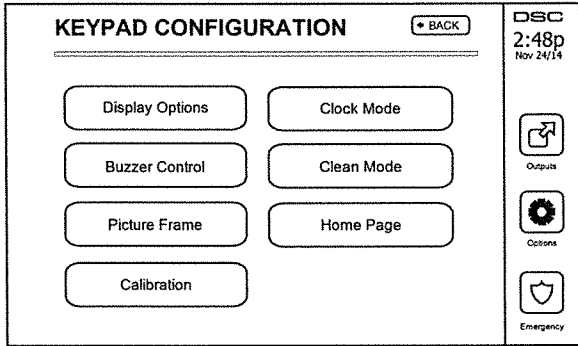 KEYPAD CONFIGURATION
BACK
Display Options
Clock Mode
Buzzer Control
Clean Mode
Picture Frame
Home Page
Calibration
DSC
2:48p
Nov 24/14
Outputs
Options
Emergency